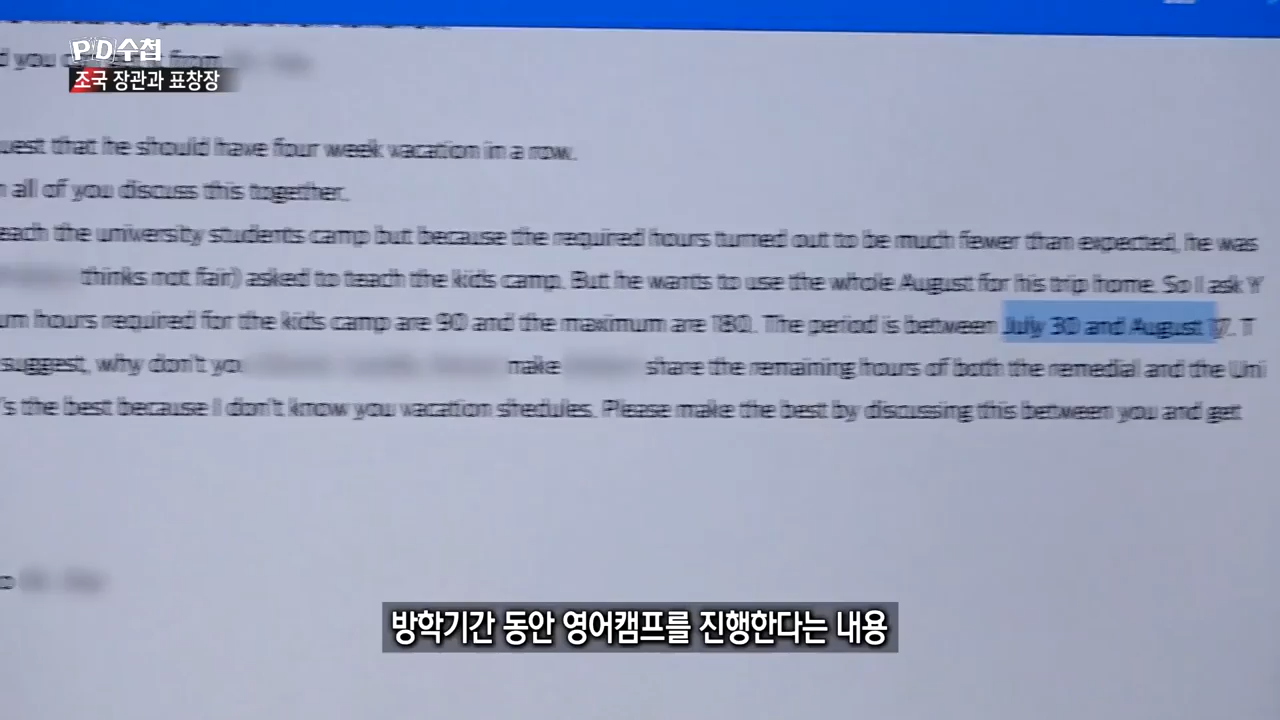 PD수첩
조국 장관과 표창장
d you can get it from
uest that he should have four week vacation in a row.
n all of you discuss this together.
each the university students camp but because the required hours turned out to be much fewer than expected, he was
thinks not fair) asked to teach the kids camp. But he wants to use the whole August for his trip home. So I ask Y
um hours required for the kids camp are 90 and the maximum are 180. The period is between July 30 and August 17. T
suggest, why don't you make share the remaining hours of both the remedial and the Uni
's the best because I don't know you vacation shedules. Please make the best by discussing this between you and get
방학기간 동안 영어캠프를 진행한다는 내용